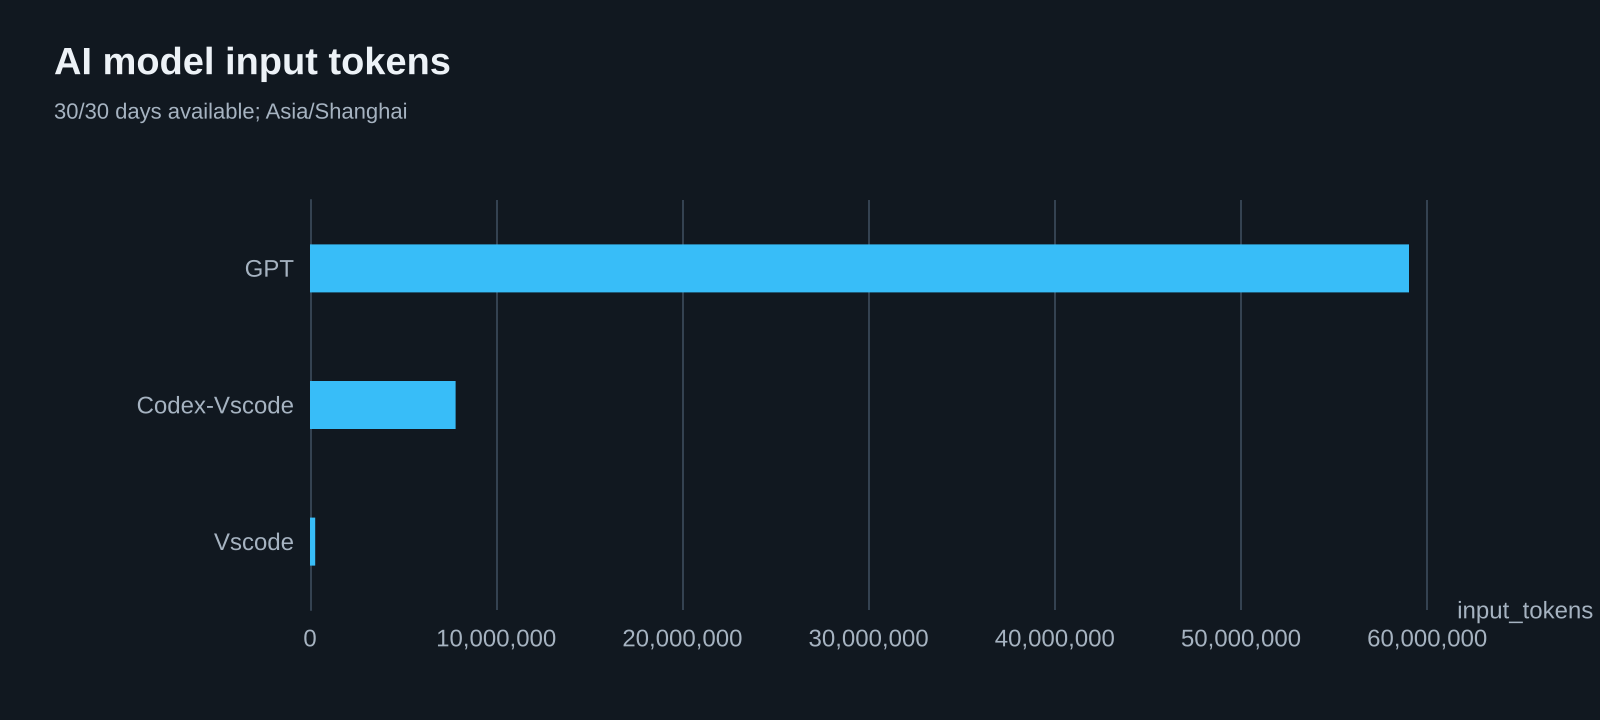 AI model input tokens
30/30 days available; Asia/Shanghai
GPT
Codex-Vscode
Vscode
input_tokens
0 10,000,000 20,000,000 30,000,000 40,000,000 50,000,000 60,000,000